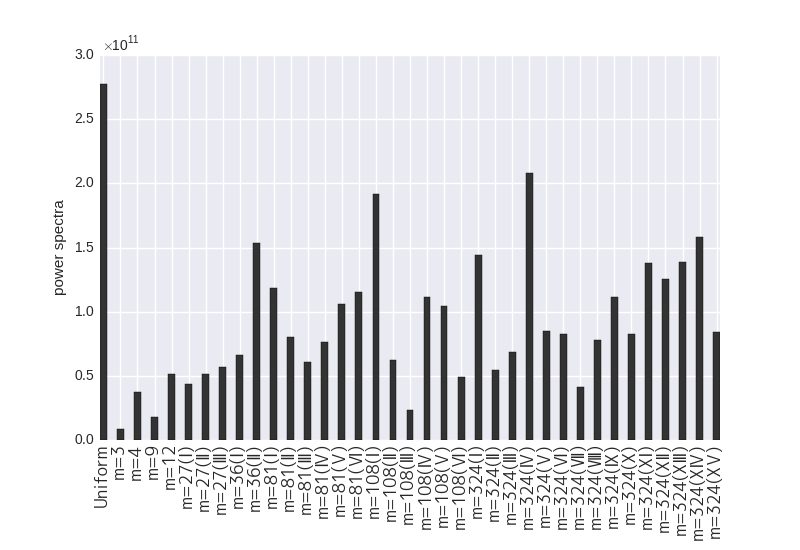 ×10¹¹
3.0
2.5
2.0
1.5
1.0
0.5
0.0
power spectra
Uniform
m=3
m=4
m=9
m=12
m=27(Ⅰ)
m=27(Ⅱ)
m=27(Ⅲ)
m=36(Ⅰ)
m=36(Ⅱ)
m=81(Ⅰ)
m=81(Ⅱ)
m=81(Ⅲ)
m=81(Ⅳ)
m=81(Ⅴ)
m=81(Ⅵ)
m=108(Ⅰ)
m=108(Ⅱ)
m=108(Ⅲ)
m=108(Ⅳ)
m=108(Ⅴ)
m=108(Ⅵ)
m=324(Ⅰ)
m=324(Ⅱ)
m=324(Ⅲ)
m=324(Ⅳ)
m=324(Ⅴ)
m=324(Ⅵ)
m=324(Ⅶ)
m=324(Ⅷ)
m=324(Ⅸ)
m=324(Ⅹ)
m=324(Ⅺ)
m=324(Ⅻ)
m=324(XⅢ)
m=324(XⅣ)
m=324(XⅤ)